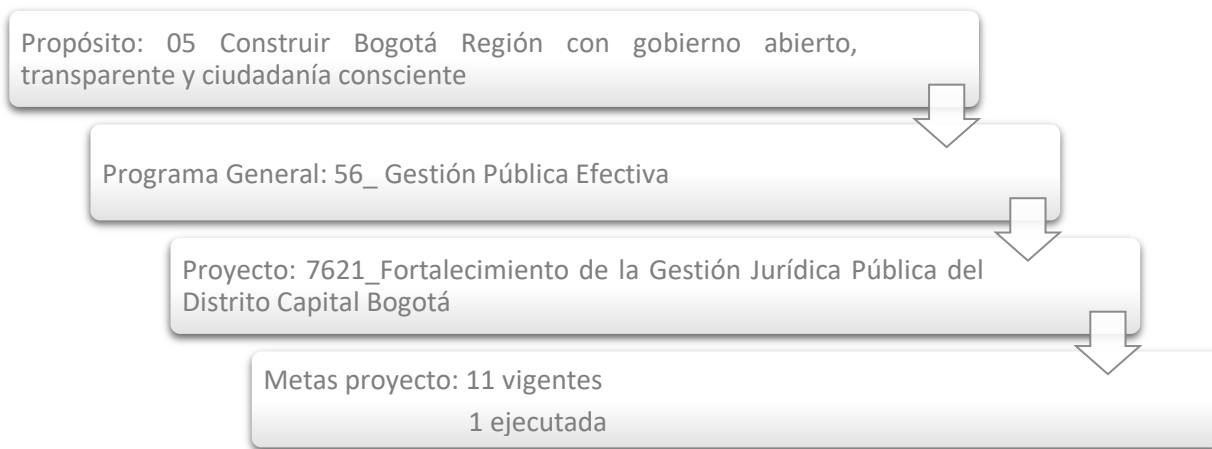 Propósito: 05 Construir Bogotá Región con gobierno abierto,
transparente y ciudadanía consciente
Programa General: 56_ Gestión Pública Efectiva
Proyecto: 7621_Fortalecimiento de la Gestión Jurídica Pública del
Distrito Capital Bogotá
Metas proyecto: 11 vigentes
1 ejecutada